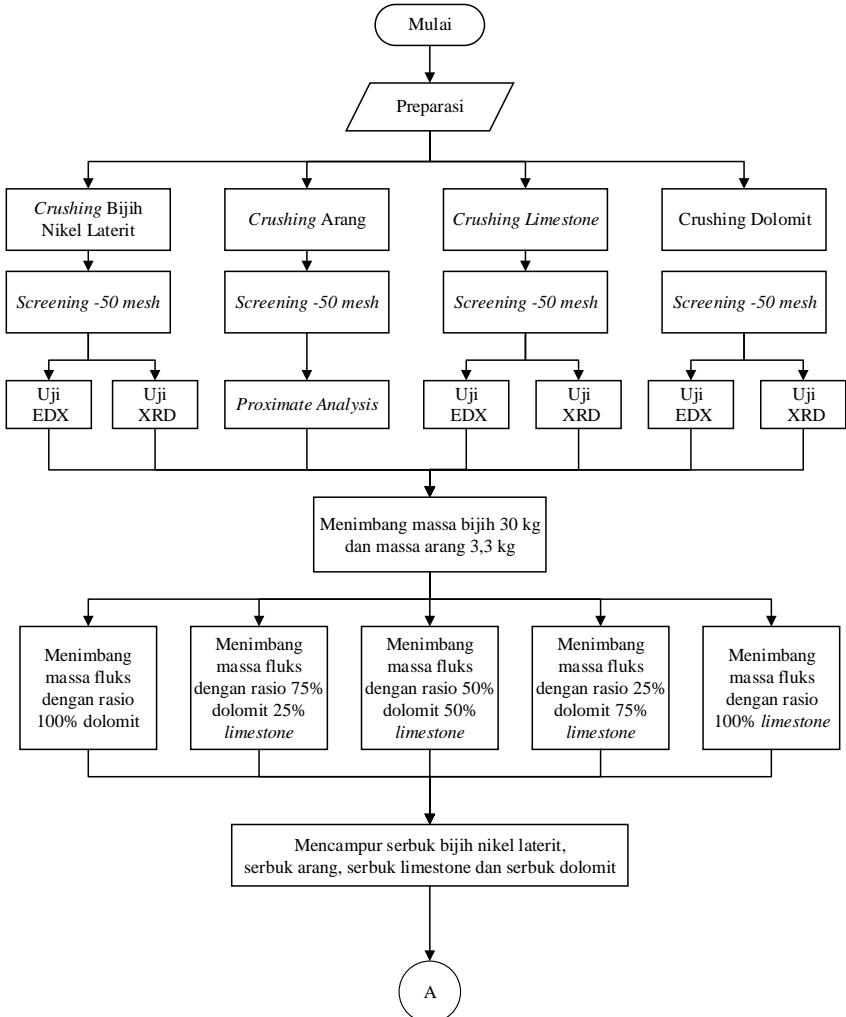 Mulai
Preparasi
Crushing Bijih
Nikel Laterit
Crushing Arang
Crushing Limestone
Crushing Dolomit
Screening -50 mesh
Screening -50 mesh
Screening -50 mesh
Screening -50 mesh
Uji
EDX
Uji
XRD
Proximate Analysis
Uji
EDX
Uji
XRD
Uji
EDX
Uji
XRD
Menimbang massa bijih 30 kg
dan massa arang 3,3 kg
Menimbang
massa fluks
dengan rasio
100% dolomit
Menimbang
massa fluks
dengan rasio 75%
dolomit 25%
limestone
Menimbang
massa fluks
dengan rasio 50%
dolomit 50%
limestone
Menimbang
massa fluks
dengan rasio 25%
dolomit 75%
limestone
Menimbang
massa fluks
dengan rasio
100% limestone
Mencampur serbuk bijih nikel laterit,
serbuk arang, serbuk limestone dan serbuk dolomit
A